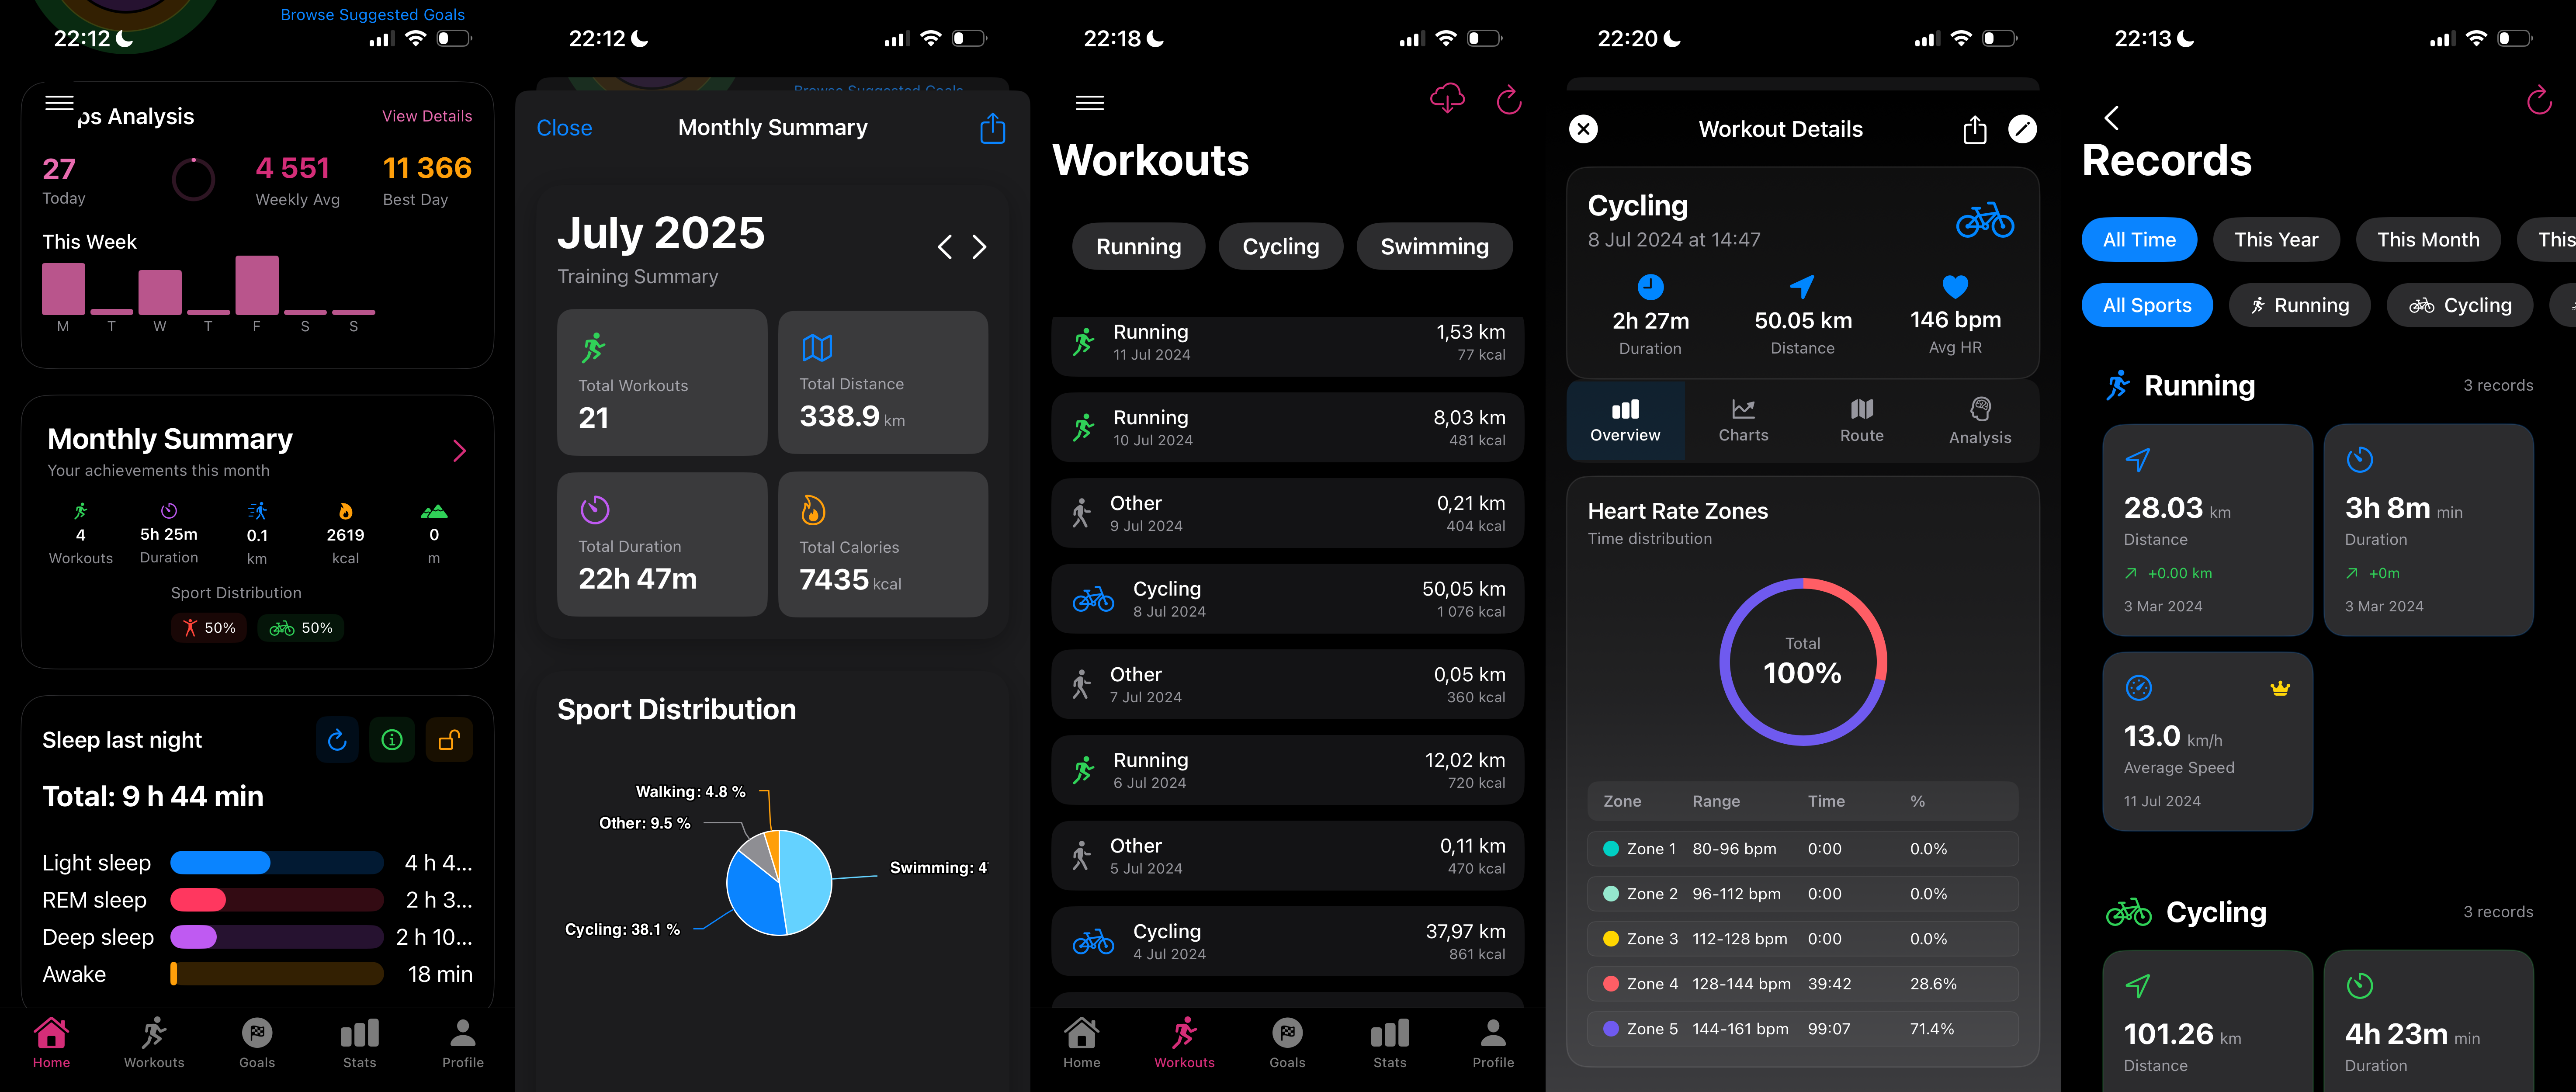 Browse Suggested Goals
22:12
ps Analysis
View Details
27
4 551
11 366
Today
Weekly Avg
Best Day
This Week
M T W T F S S
Monthly Summary
Your achievements this month
4 5h 25m 0.1 2619 0
Workouts Duration km kcal m
Sport Distribution
50% 50%
Sleep last night
Total: 9 h 44 min
Light sleep 4 h 4...
REM sleep 2 h 3...
Deep sleep 2 h 10...
Awake 18 min
Home Workouts Goals Stats Profile
22:12
Browse Suggested Goals
Close Monthly Summary
July 2025
Training Summary
Total Workouts
21
Total Distance
338.9 km
Total Duration
22h 47m
Total Calories
7435 kcal
Sport Distribution
Walking: 4.8 %
Other: 9.5 %
Swimming: 4
Cycling: 38.1 %
22:18
Workouts
Running Cycling Swimming
Running 1,53 km
11 Jul 2024 77 kcal
Running 8,03 km
10 Jul 2024 481 kcal
Other 0,21 km
9 Jul 2024 404 kcal
Cycling 50,05 km
8 Jul 2024 1 076 kcal
Other 0,05 km
7 Jul 2024 360 kcal
Running 12,02 km
6 Jul 2024 720 kcal
Other 0,11 km
5 Jul 2024 470 kcal
Cycling 37,97 km
4 Jul 2024 861 kcal
Home Workouts Goals Stats Profile
22:20
Workout Details
Cycling
8 Jul 2024 at 14:47
2h 27m 50.05 km 146 bpm
Duration Distance Avg HR
Overview Charts Route Analysis
Heart Rate Zones
Time distribution
Total
100%
Zone Range Time %
Zone 1 80-96 bpm 0:00 0.0%
Zone 2 96-112 bpm 0:00 0.0%
Zone 3 112-128 bpm 0:00 0.0%
Zone 4 128-144 bpm 39:42 28.6%
Zone 5 144-161 bpm 99:07 71.4%
22:13
Records
All Time This Year This Month This
All Sports Running Cycling
Running 3 records
28.03 km
Distance
+0.00 km
3 Mar 2024
3h 8m min
Duration
+0m
3 Mar 2024
13.0 km/h
Average Speed
11 Jul 2024
Cycling 3 records
101.26 km
Distance
4h 23m min
Duration